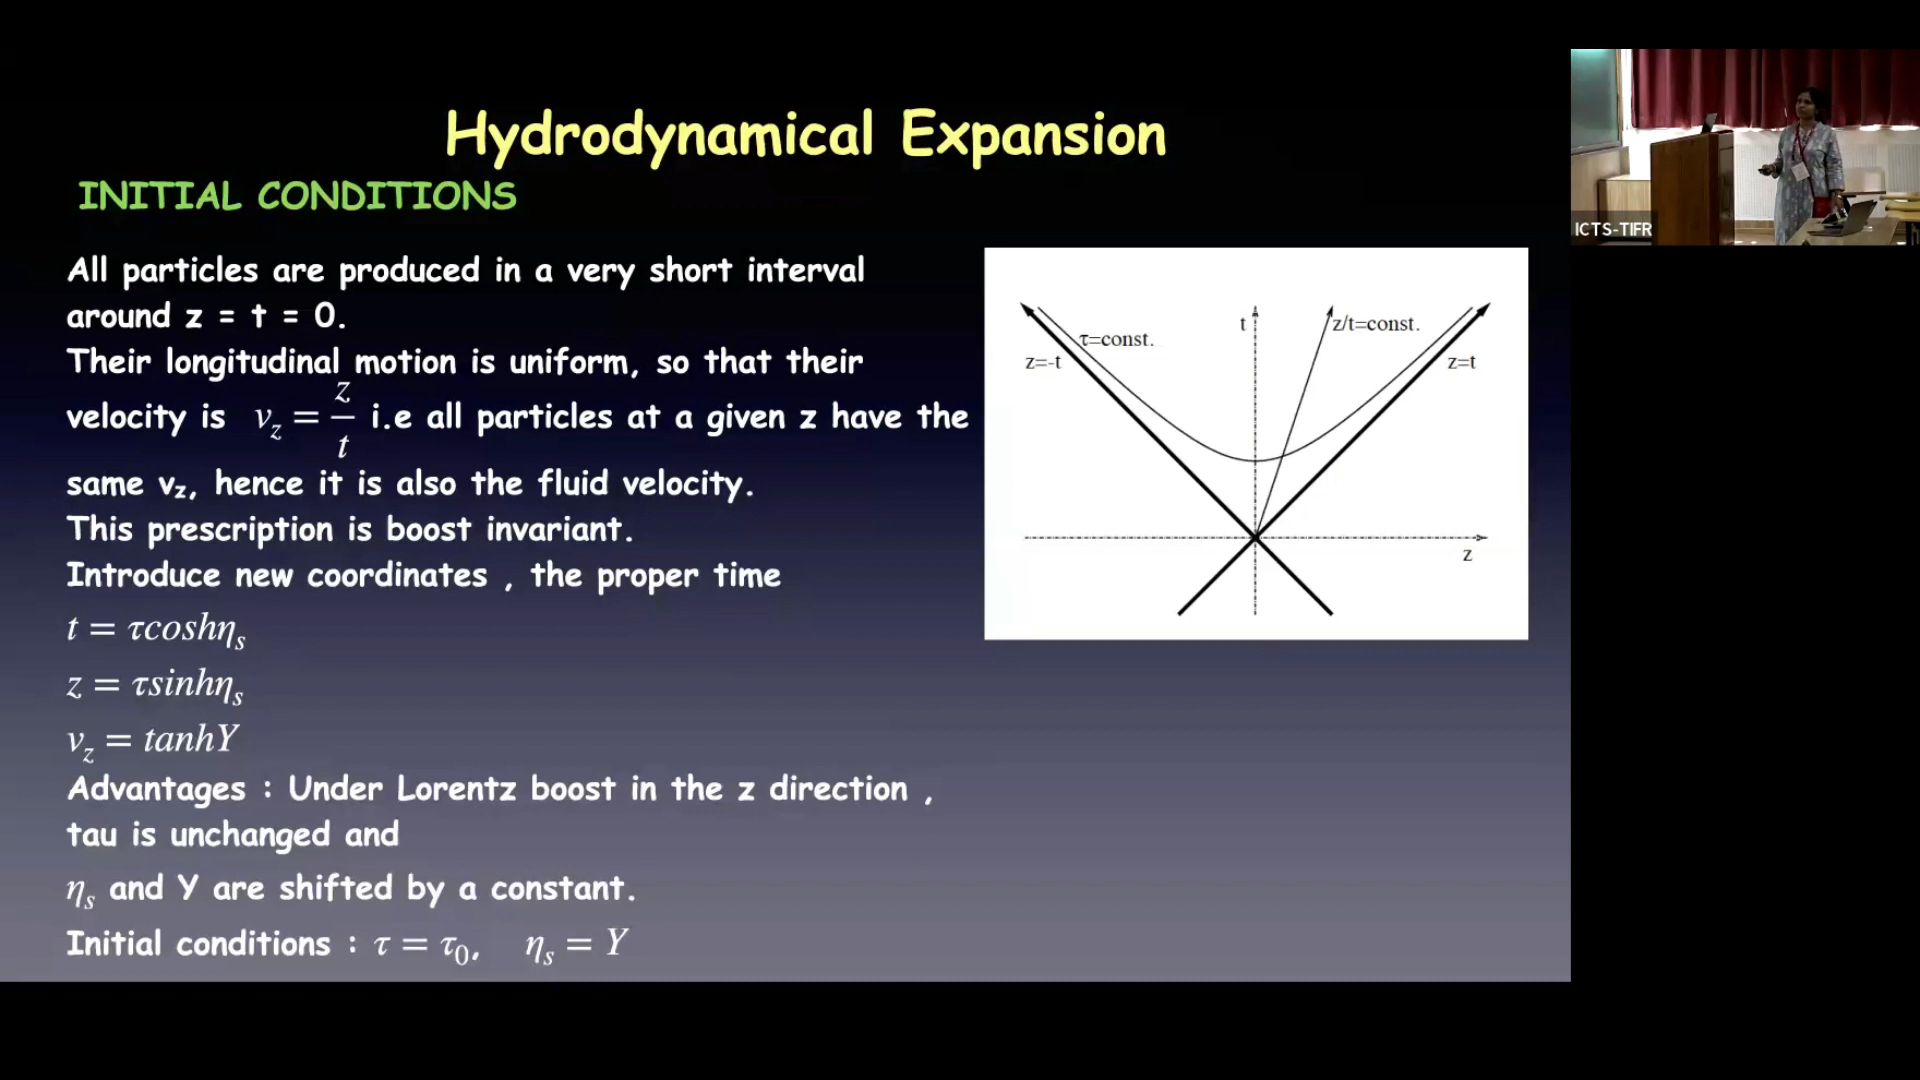 Hydrodynamical Expansion
INITIAL CONDITIONS
All particles are produced in a very short interval
around z = t = 0.
Their longitudinal motion is uniform, so that their
velocity is v_z = z/t i.e all particles at a given z have the
same v_z, hence it is also the fluid velocity.
This prescription is boost invariant.
Introduce new coordinates , the proper time
t = τcoshη_s
z = τsinhη_s
v_z = tanhY
Advantages : Under Lorentz boost in the z direction ,
tau is unchanged and
η_s and Y are shifted by a constant.
Initial conditions : τ = τ_0, η_s = Y
t
z/t=const.
τ=const.
z=-t
z=t
z
ICTS-TIFR